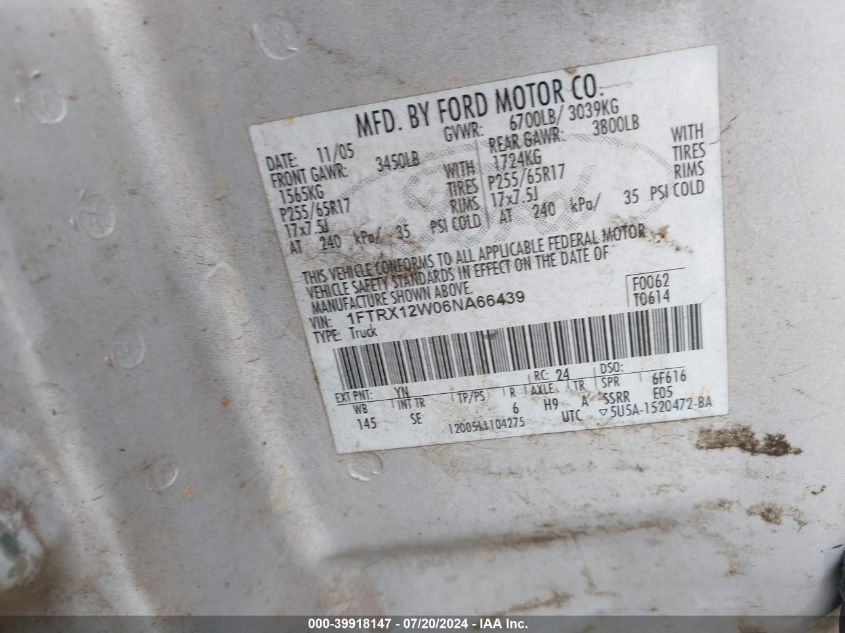 MFD. BY FORD MOTOR CO.
DATE: 11/05 GVWR: 6700LB/ 3039KG
FRONT GAWR: 3450LB REAR GAWR: 3800LB
1565KG WITH 1724KG WITH
P255/65R17 TIRES P255/65R17 TIRES
17x7.5J RIMS 17x7.5J RIMS
AT 240 kPa/ 35 PSI COLD AT 240 kPa/ 35 PSI COLD
THIS VEHICLE CONFORMS TO ALL APPLICABLE FEDERAL MOTOR
VEHICLE SAFETY STANDARDS IN EFFECT ON THE DATE OF
MANUFACTURE SHOWN ABOVE.
VIN: 1FTRX12W06NA66439 F0062
TYPE: Truck T0614
EXT PNT: YN RC: 24 DSO:
WB INT TR TP/PS R AXLE TR SPR 6F616
145 SE 6 H9 A SSRR E05
12005111104275 UTC ▽5U5A-1520472-BA
000-39918147 - 07/20/2024 - IAAI.com.